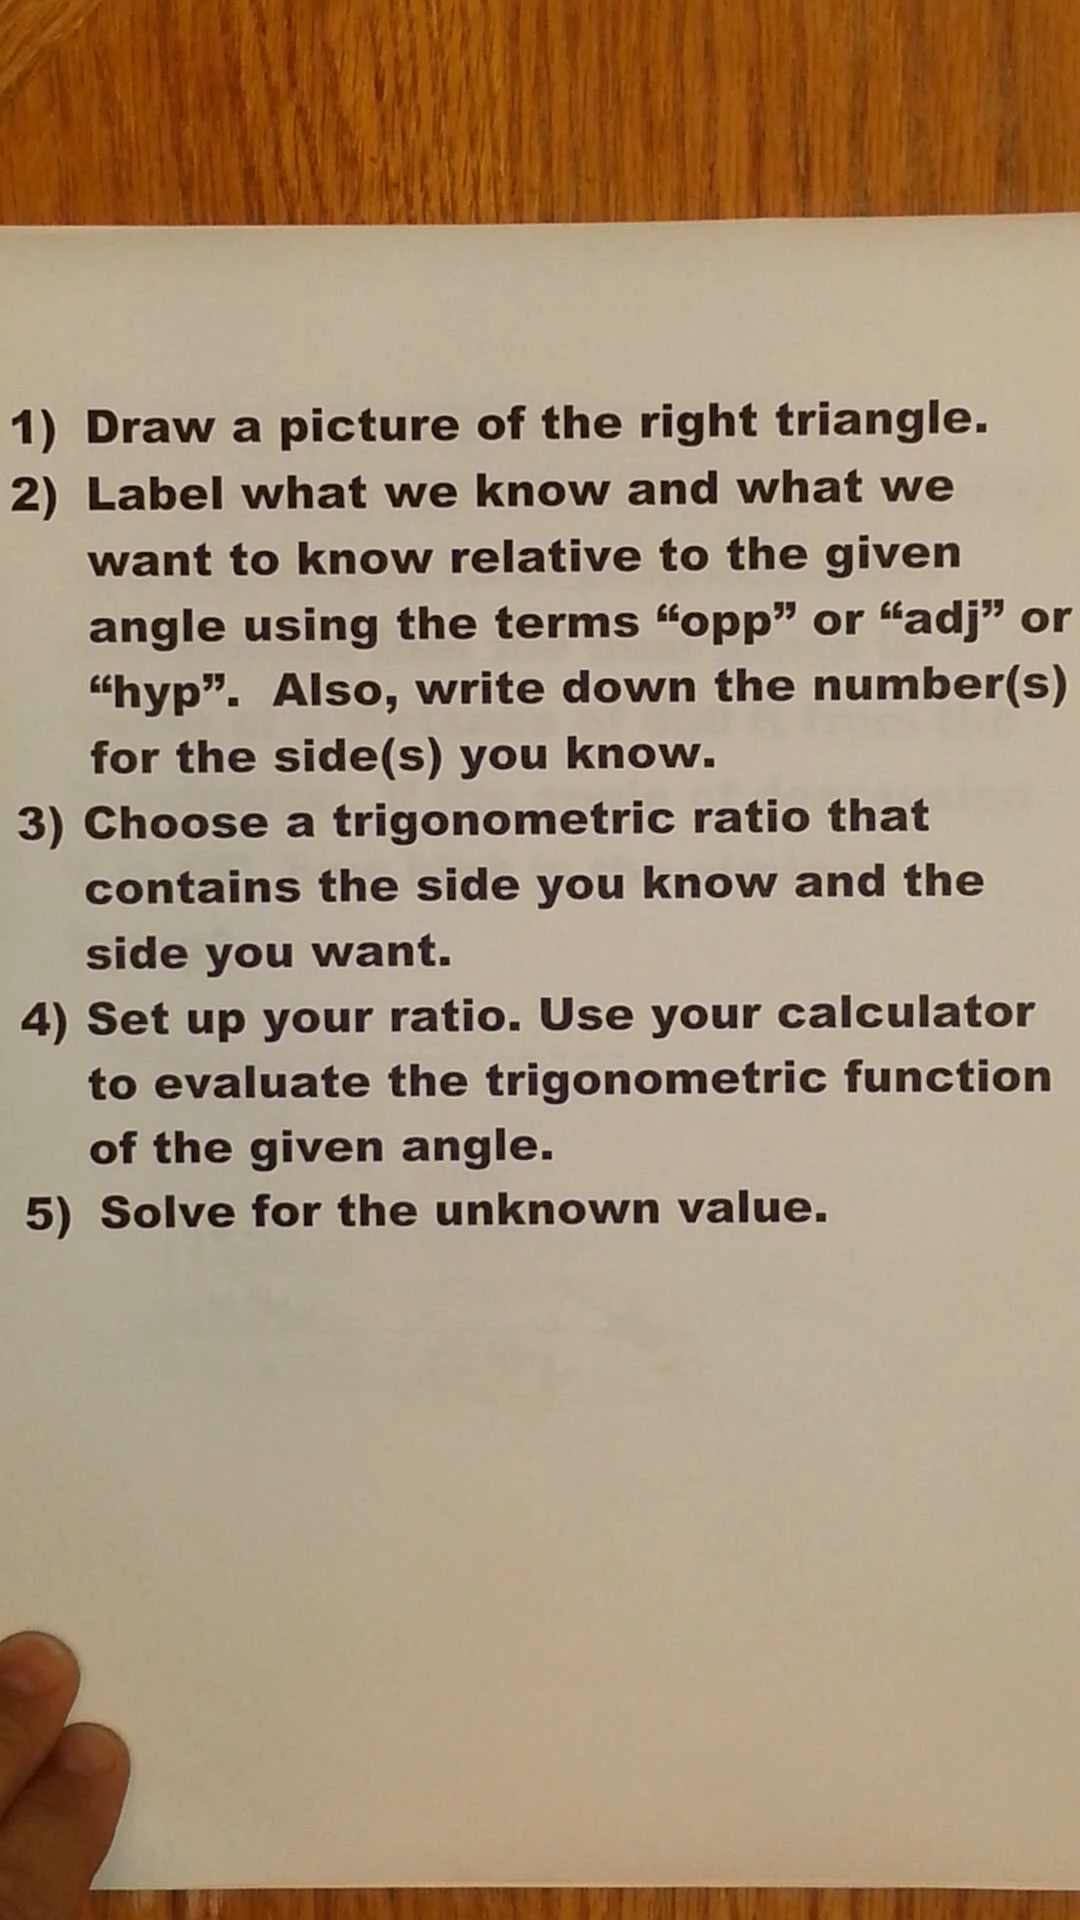 1) Draw a picture of the right triangle.
2) Label what we know and what we
want to know relative to the given
angle using the terms “opp” or “adj” or
“hyp”. Also, write down the number(s)
for the side(s) you know.
3) Choose a trigonometric ratio that
contains the side you know and the
side you want.
4) Set up your ratio. Use your calculator
to evaluate the trigonometric function
of the given angle.
5) Solve for the unknown value.